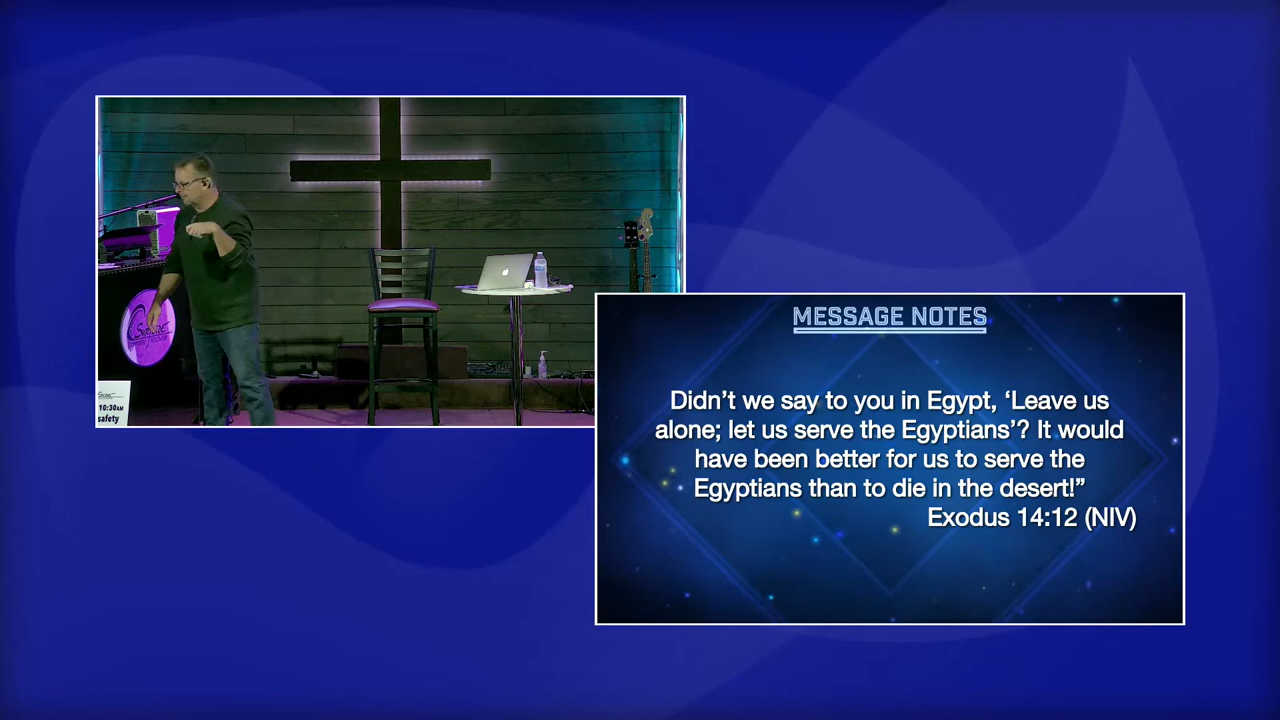 10:30AM
safety
MESSAGE NOTES
Didn’t we say to you in Egypt, ‘Leave us
alone; let us serve the Egyptians’? It would
have been better for us to serve the
Egyptians than to die in the desert!”
Exodus 14:12 (NIV)